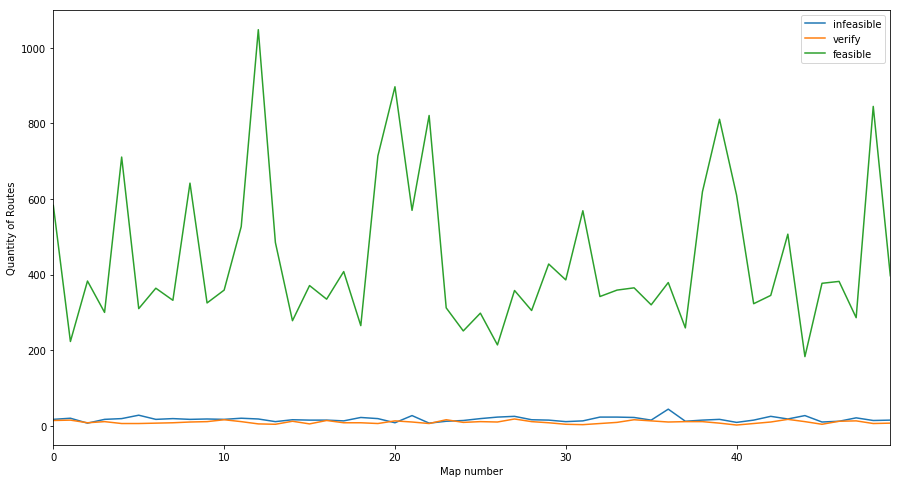 infeasible
verify
feasible
1000
800
600
400
200
0
Quantity of Routes
0 10 20 30 40
Map number